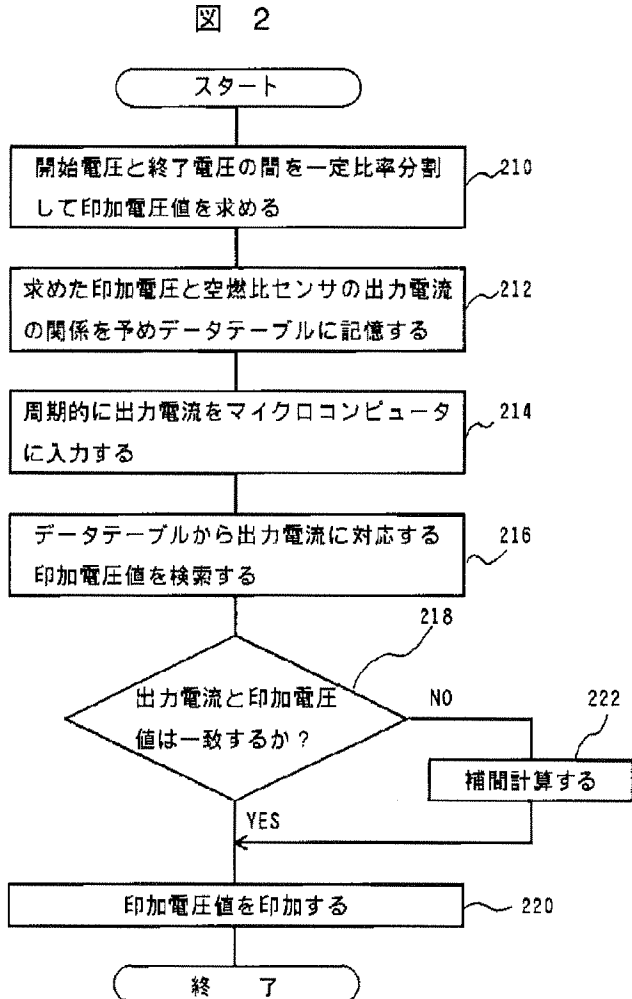 図 2
スタート
開始電圧と終了電圧の間を一定比率分割
して印加電圧値を求める
210
求めた印加電圧と空燃比センサの出力電流
の関係を予めデータテーブルに記憶する
212
周期的に出力電流をマイクロコンピュータ
に入力する
214
データテーブルから出力電流に対応する
印加電圧値を検索する
216
218
出力電流と印加電圧
値は一致するか？
NO
222
補間計算する
YES
印加電圧値を印加する
220
終 了